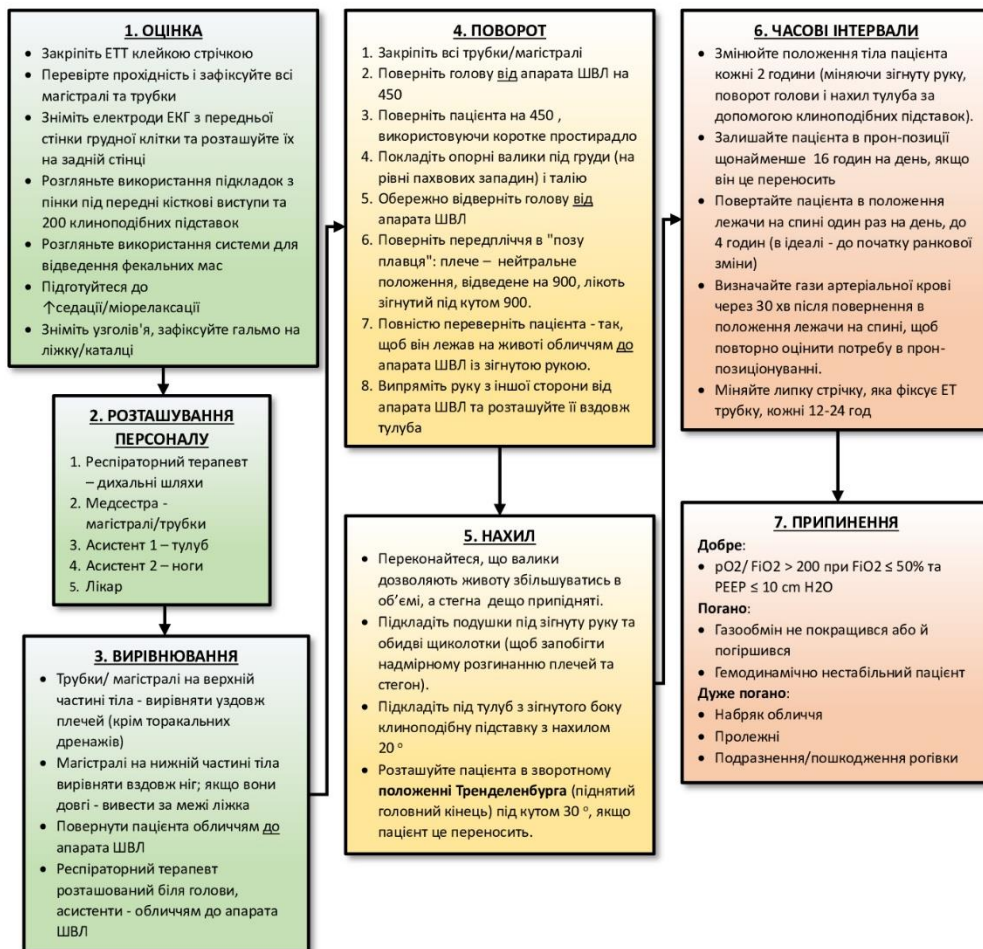 1. ОЦІНКА
• Закріпіть ЕТТ клейкою стрічкою
• Перевірте прохідність і зафіксуйте всі
магістралі та трубки
• Зніміть електроди ЕКГ з передньої
стінки грудної клітки та розташуйте їх
на задній стінці
• Розгляньте використання підкладок з
пінки під передні кісткові виступи та
200 клиноподібних підставок
• Розгляньте використання системи для
відведення фекальних мас
• Підготуйтеся до
↑седації/міорелаксації
• Зніміть узголів'я, зафіксуйте гальмо на
ліжку/каталці
2. РОЗТАШУВАННЯ
ПЕРСОНАЛУ
1. Респіраторний терапевт
– дихальні шляхи
2. Медсестра -
магістралі/трубки
3. Асистент 1 – тулуб
4. Асистент 2 – ноги
5. Лікар
3. ВИРІВНЮВАННЯ
• Трубки/ магістралі на верхній
частині тіла - вирівняти уздовж
плечей (крім торакальних
дренажів)
• Магістралі на нижній частині тіла
вирівняти вздовж ніг; якщо вони
довгі - вивести за межі ліжка
• Повернути пацієнта обличчям до
апарата ШВЛ
• Респіраторний терапевт
розташований біля голови,
асистенти - обличчям до апарата
ШВЛ
4. ПОВОРОТ
1. Закріпіть всі трубки/магістралі
2. Поверніть голову від апарата ШВЛ на
450
3. Поверніть пацієнта на 450 ,
використовуючи коротке простирадло
4. Покладіть опорні валики під груди (на
рівні пахвових западин) і талію
5. Обережно відверніть голову від
апарата ШВЛ
6. Поверніть передпліччя в "позу
плавця": плече – нейтральне
положення, відведене на 900, лікоть
зігнутий під кутом 900.
7. Повністю переверніть пацієнта - так,
щоб він лежав на животі обличчям до
апарата ШВЛ із зігнутою рукою.
8. Випряміть руку з іншої сторони від
апарата ШВЛ та розташуйте її вздовж
тулуба
5. НАХИЛ
• Переконайтеся, що валики
дозволяють животу збільшуватись в
об’ємі, а стегна дещо припідняті.
• Підкладіть подушки під зігнуту руку та
обидві щиколотки (щоб запобігти
надмірному розгинанню плечей та
стегон).
• Підкладіть під тулуб з зігнутого боку
клиноподібну підставку з нахилом
20 º
• Розташуйте пацієнта в зворотному
положенні Тренделенбурга (піднятий
головний кінець) під кутом 30 º, якщо
пацієнт це переносить.
6. ЧАСОВІ ІНТЕРВАЛИ
• Змінюйте положення тіла пацієнта
кожні 2 години (міняючи зігнуту руку,
поворот голови і нахил тулуба за
допомогою клиноподібних підставок).
• Залишайте пацієнта в прон-позиції
щонайменше 16 годин на день, якщо
він це переносить
• Повертайте пацієнта в положення
лежачи на спині один раз на день, до
4 годин (в ідеалі - до початку ранкової
зміни)
• Визначайте гази артеріальної крові
через 30 хв після повернення в
положення лежачи на спині, щоб
повторно оцінити потребу в прон-
позиціонуванні.
• Міняйте липку стрічку, яка фіксує ЕТ
трубку, кожні 12-24 год
7. ПРИПИНЕННЯ
Добре:
• pO2/ FiO2 > 200 при FiO2 ≤ 50% та
PEEP ≤ 10 cm H2O
Погано:
• Газообмін не покращився або й
погіршився
• Гемодинамічно нестабільний пацієнт
Дуже погано:
• Набряк обличчя
• Пролежні
• Подразнення/пошкодження рогівки